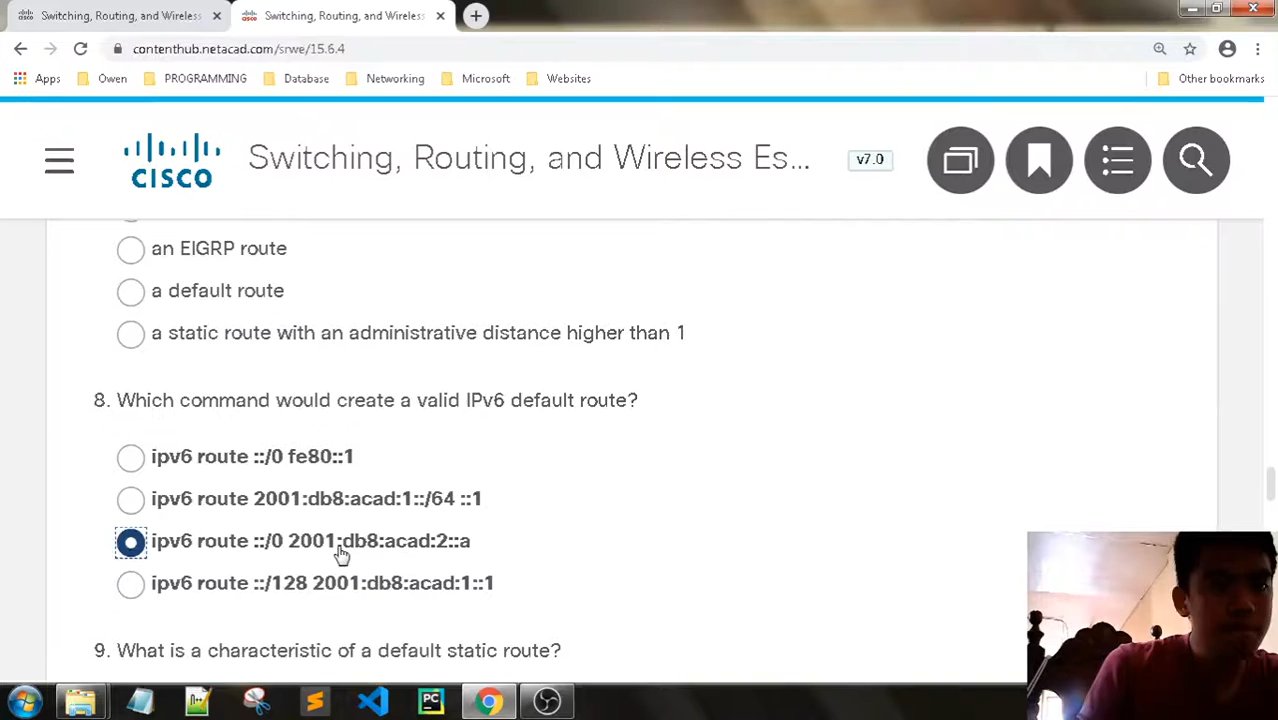 Switching, Routing, and Wireless
Switching, Routing, and Wireless
contenthub.netacad.com/srwe/15.6.4
Apps
Owen
PROGRAMMING
Database
Networking
Microsoft
Websites
Other bookmarks
CISCO
Switching, Routing, and Wireless Es...
v7.0
an EIGRP route
a default route
a static route with an administrative distance higher than 1
8. Which command would create a valid IPv6 default route?
ipv6 route ::/0 fe80::1
ipv6 route 2001:db8:acad:1::/64 ::1
ipv6 route ::/0 2001:db8:acad:2::a
ipv6 route ::/128 2001:db8:acad:1::1
9. What is a characteristic of a default static route?
PC